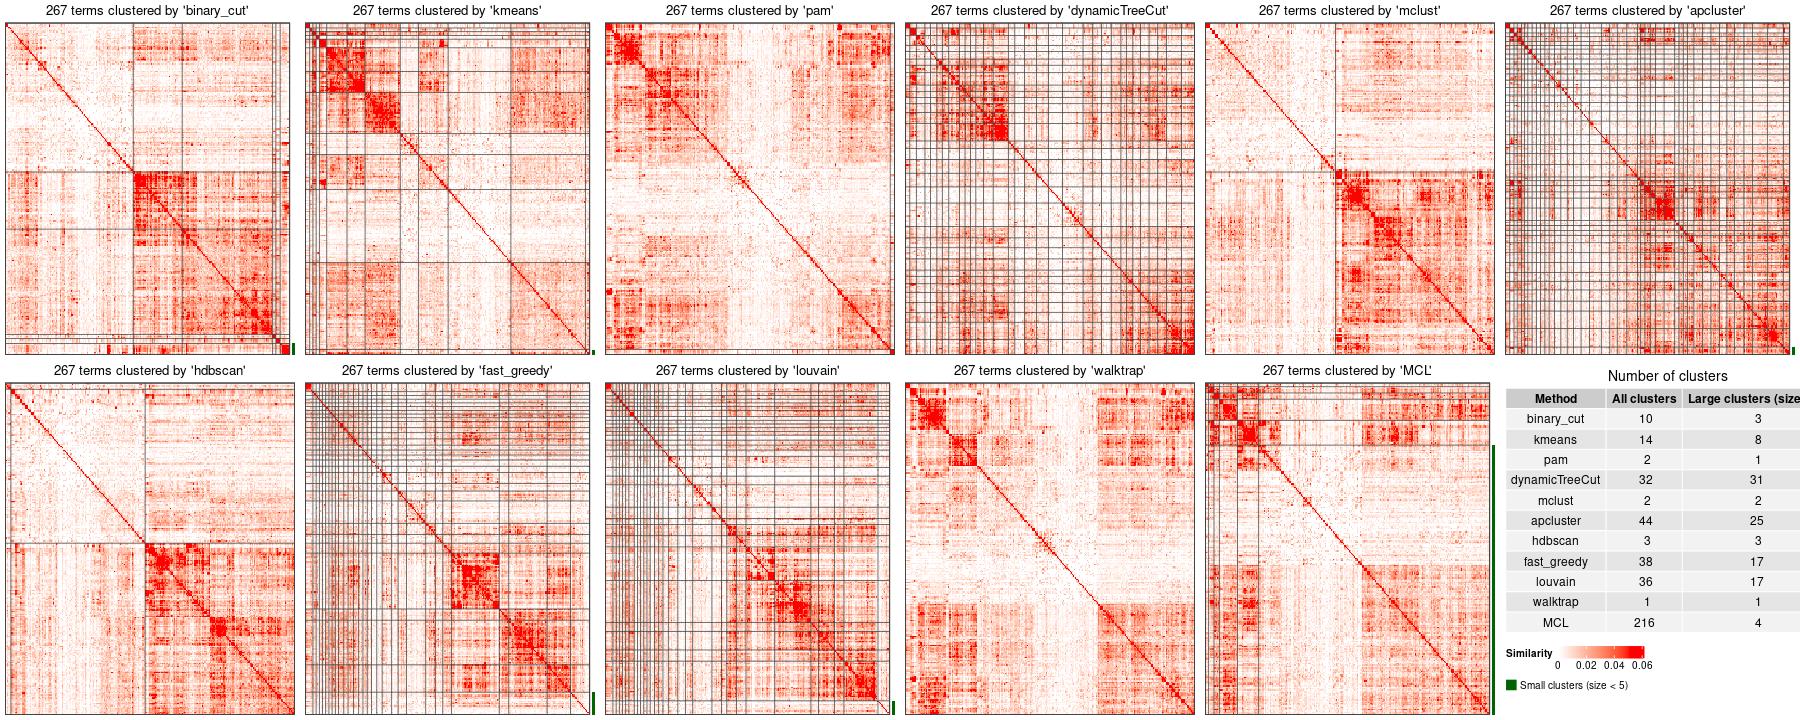 267 terms clustered by 'binary_cut'
267 terms clustered by 'kmeans'
267 terms clustered by 'pam'
267 terms clustered by 'dynamicTreeCut'
267 terms clustered by 'mclust'
267 terms clustered by 'apcluster'
267 terms clustered by 'hdbscan'
267 terms clustered by 'fast_greedy'
267 terms clustered by 'louvain'
267 terms clustered by 'walktrap'
267 terms clustered by 'MCL'
Number of clusters
Method All clusters Large clusters (size
binary_cut 10 3
kmeans 14 8
pam 2 1
dynamicTreeCut 32 31
mclust 2 2
apcluster 44 25
hdbscan 3 3
fast_greedy 38 17
louvain 36 17
walktrap 1 1
MCL 216 4
Similarity
0 0.02 0.04 0.06
Small clusters (size < 5)